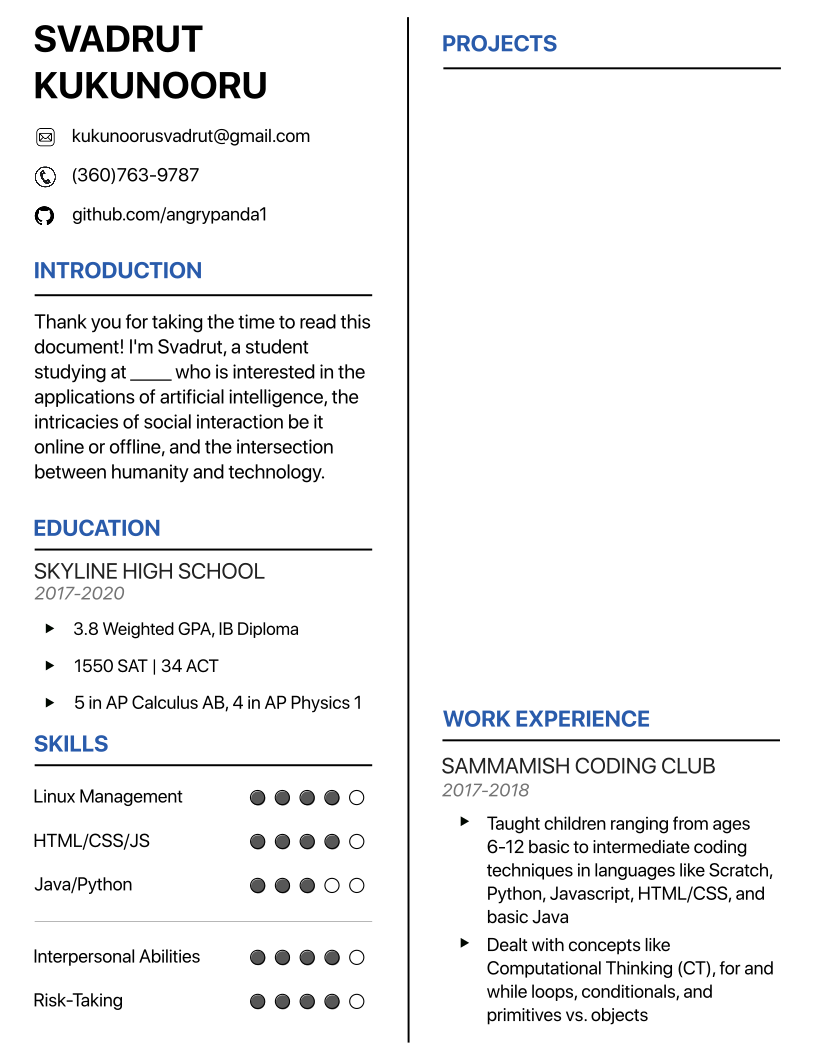 SVADRUT
KUKUNOORU
kukunoorusvadrut@gmail.com
(360)763-9787
github.com/angrypanda1
INTRODUCTION
Thank you for taking the time to read this
document! I'm Svadrut, a student
studying at _____ who is interested in the
applications of artificial intelligence, the
intricacies of social interaction be it
online or offline, and the intersection
between humanity and technology.
EDUCATION
SKYLINE HIGH SCHOOL
2017-2020
3.8 Weighted GPA, IB Diploma
1550 SAT | 34 ACT
5 in AP Calculus AB, 4 in AP Physics 1
SKILLS
Linux Management
HTML/CSS/JS
Java/Python
Interpersonal Abilities
Risk-Taking
PROJECTS
WORK EXPERIENCE
SAMMAMISH CODING CLUB
2017-2018
Taught children ranging from ages
6-12 basic to intermediate coding
techniques in languages like Scratch,
Python, Javascript, HTML/CSS, and
basic Java
Dealt with concepts like
Computational Thinking (CT), for and
while loops, conditionals, and
primitives vs. objects